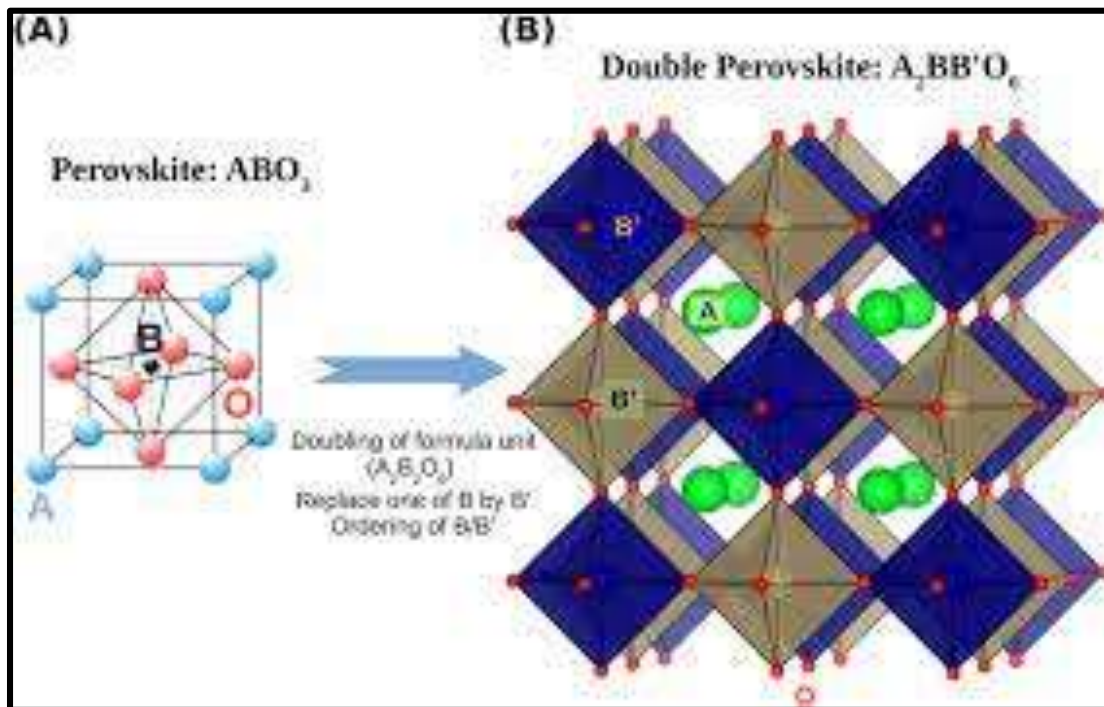 (A)
Perovskite: ABO₃
B
O
A
Doubling of formula unit
(A₂B₂O₆)
Replace one of B by B'
Ordering of B/B'
(B)
Double Perovskite: A₂BB'O₆
B'
A
B'
O